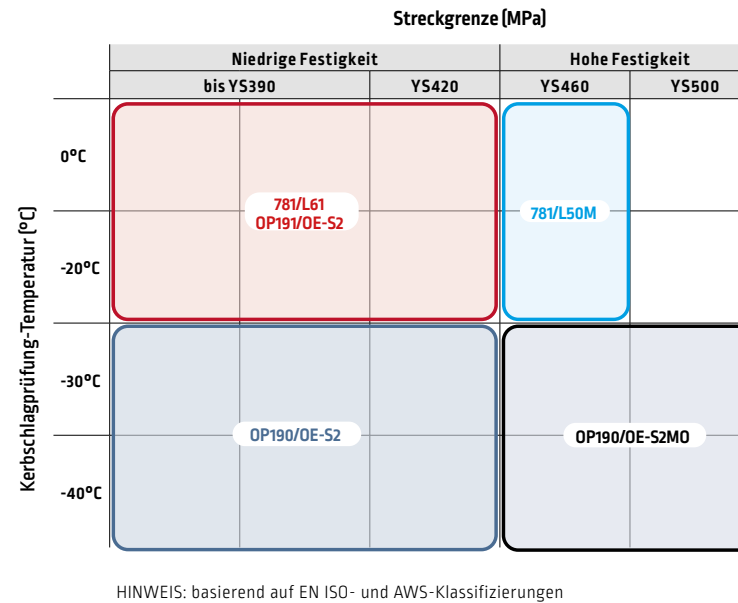 Streckgrenze (MPa)
Niedrige Festigkeit
Hohe Festigkeit
bis YS390
YS420
YS460
YS500
Kerbschlagprüfung-Temperatur (°C)
0°C
-20°C
-30°C
-40°C
781/L61
OP191/OE-S2
781/L50M
OP190/OE-S2
OP190/OE-S2MO
HINWEIS: basierend auf EN ISO- und AWS-Klassifizierungen